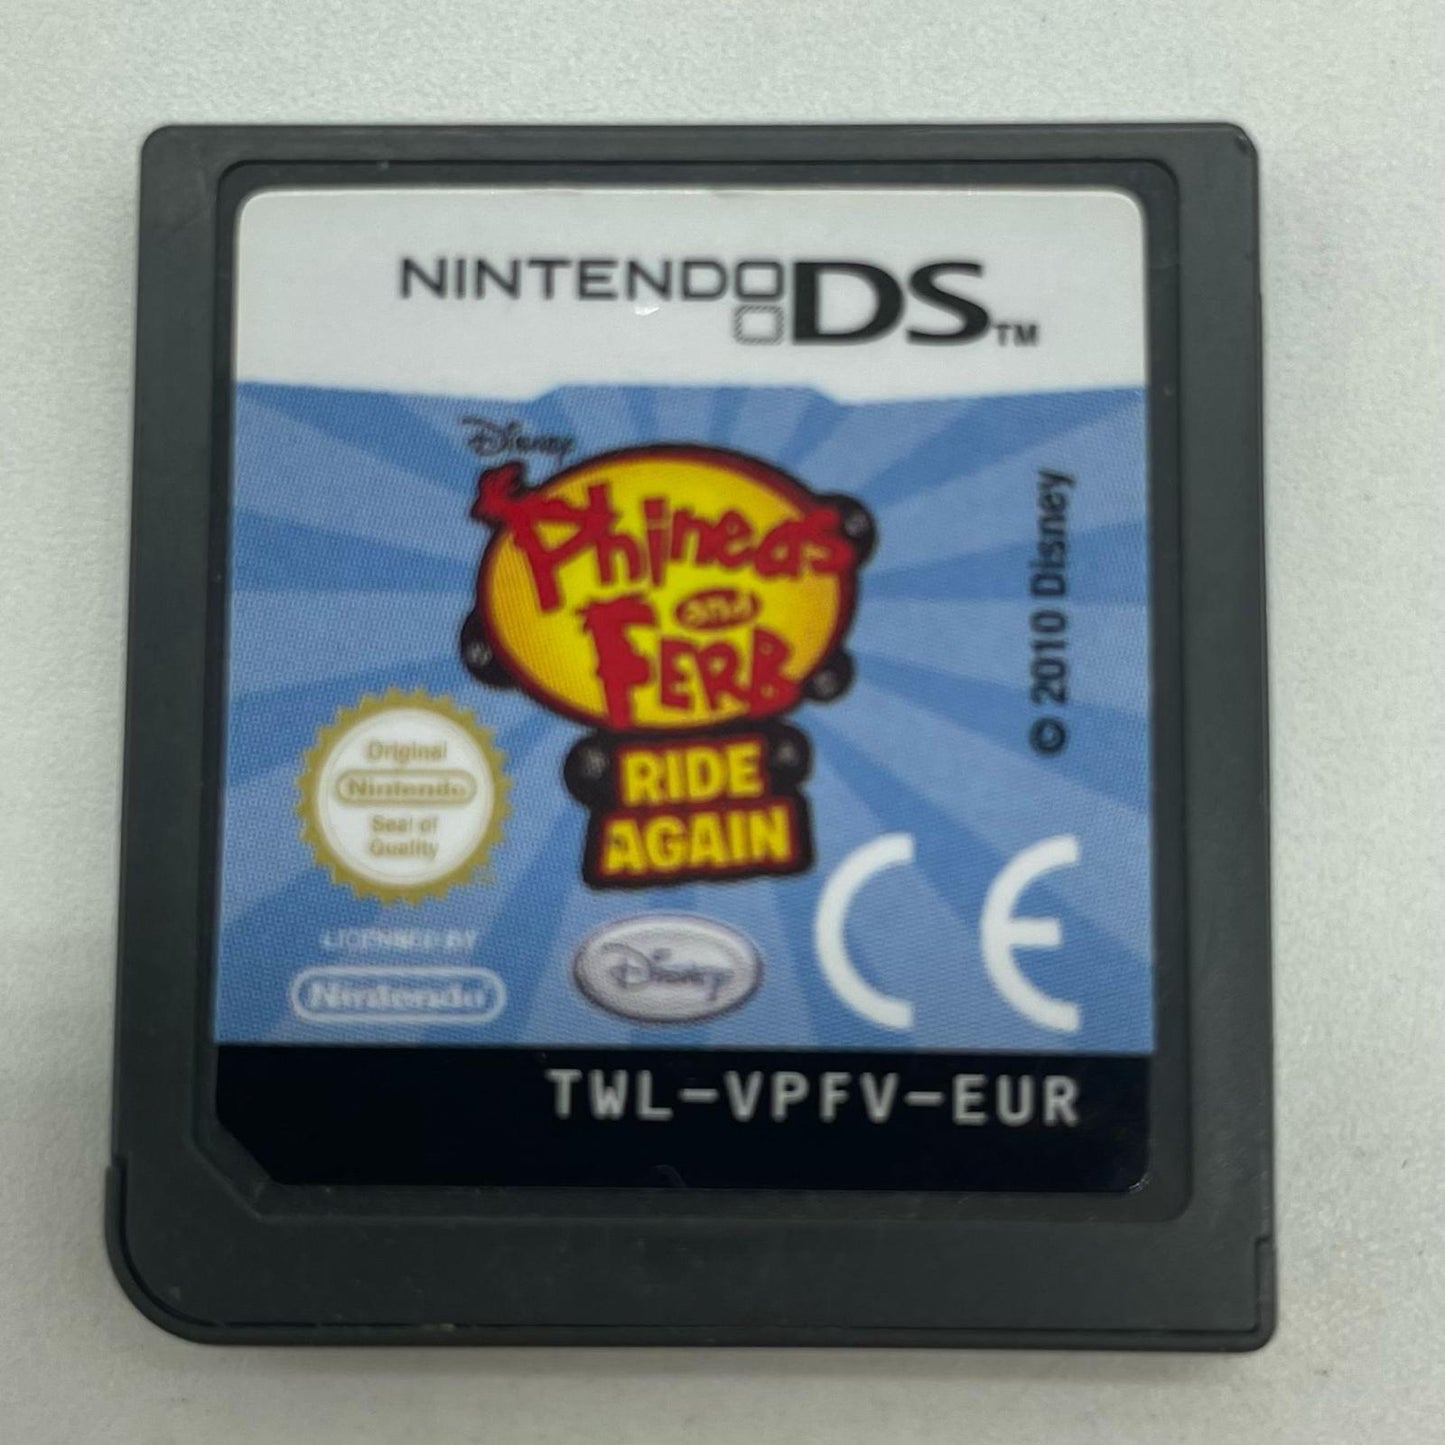 NINTENDO DS™
Disney
Phineas
and
FERB
RIDE
AGAIN
© 2010 Disney
Original
Nintendo
Seal of
Quality
LICENSED BY
Nintendo
Disney
CE
TWL-VPFV-EUR